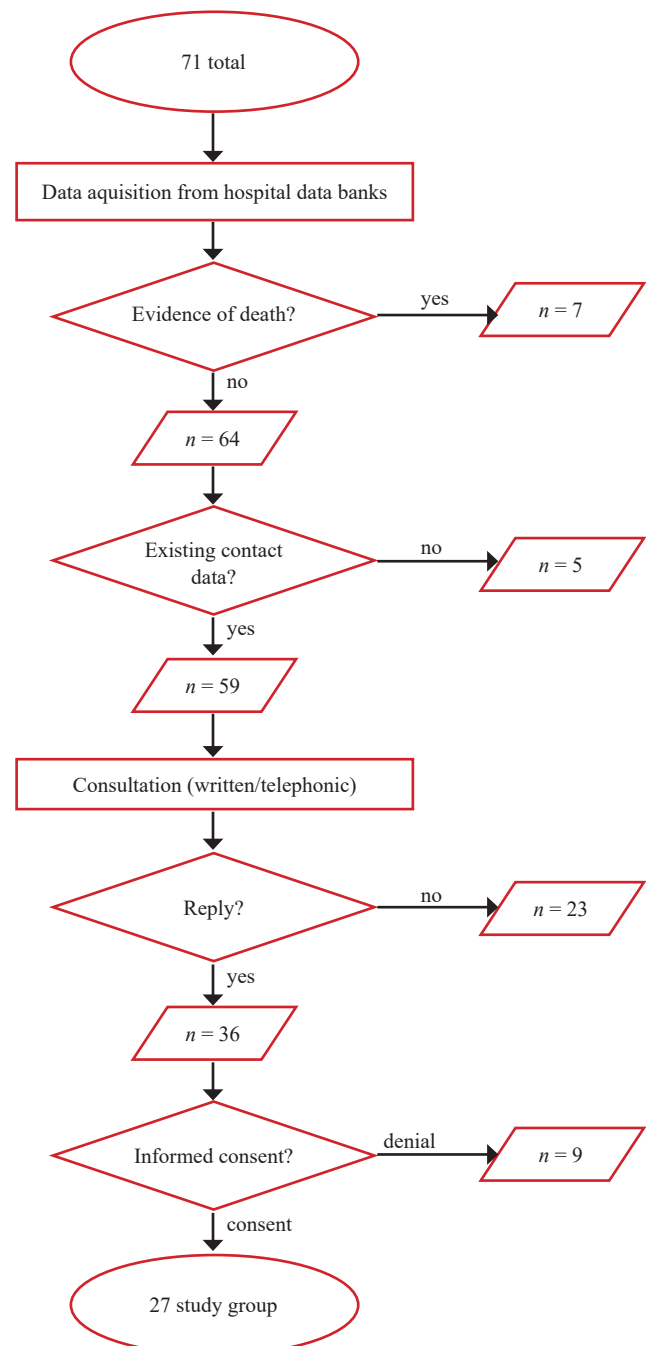 71 total
Data aquisition from hospital data banks
Evidence of death?
yes
n = 7
no
n = 64
Existing contact
data?
no
n = 5
yes
n = 59
Consultation (written/telephonic)
Reply?
no
n = 23
yes
n = 36
Informed consent?
denial
n = 9
consent
27 study group